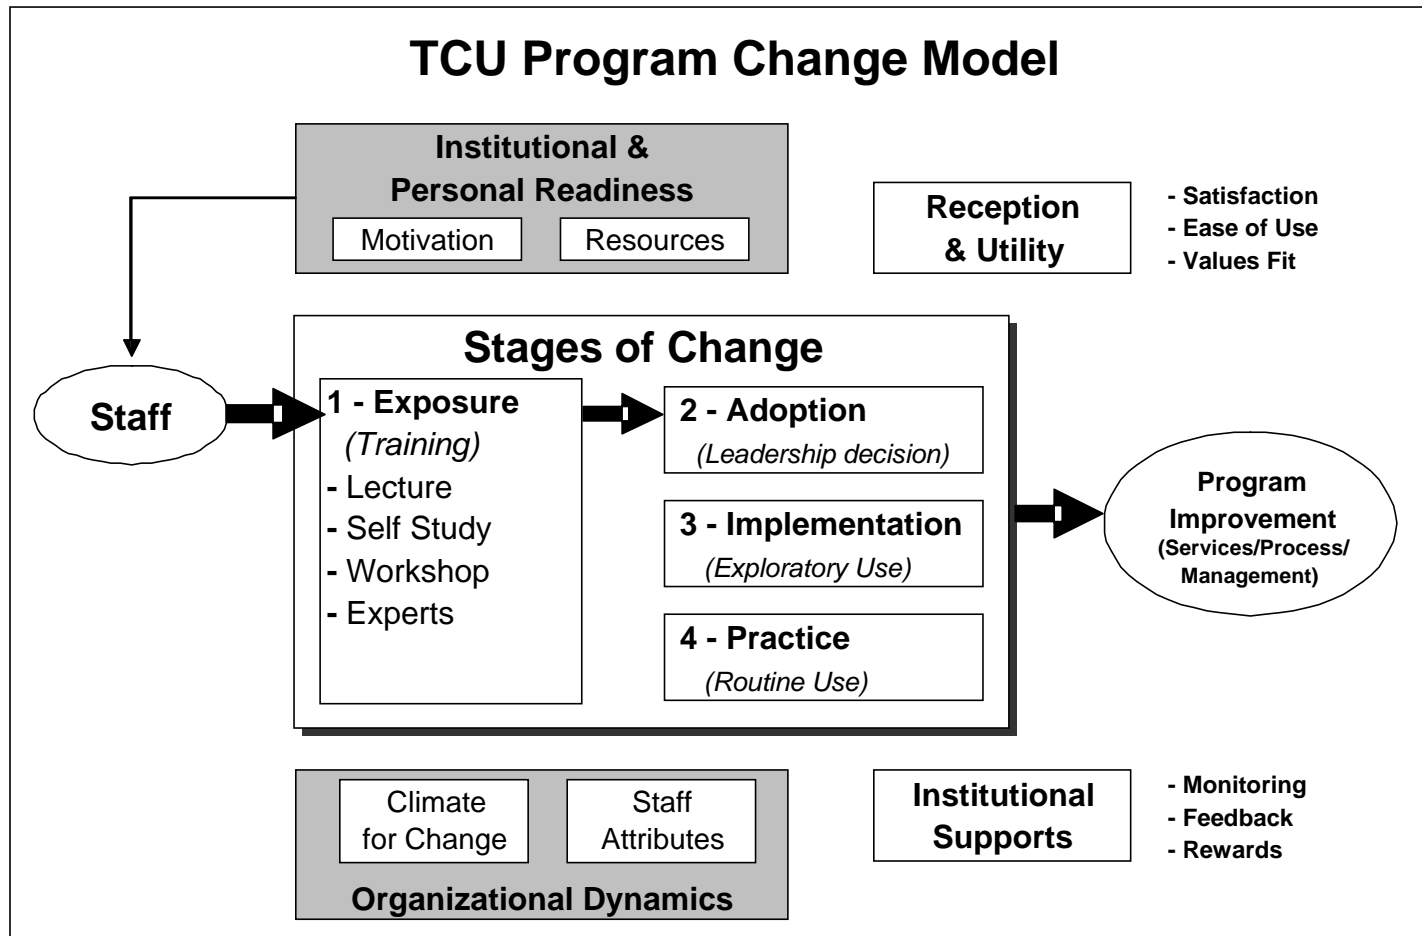 TCU Program Change Model
Institutional &
Personal Readiness
Motivation
Resources
Reception
& Utility
- Satisfaction
- Ease of Use
- Values Fit
Stages of Change
Staff
1 - Exposure
(Training)
- Lecture
- Self Study
- Workshop
- Experts
2 - Adoption
(Leadership decision)
3 - Implementation
(Exploratory Use)
4 - Practice
(Routine Use)
Program
Improvement
(Services/Process/
Management)
Climate
for Change
Staff
Attributes
Organizational Dynamics
Institutional
Supports
- Monitoring
- Feedback
- Rewards